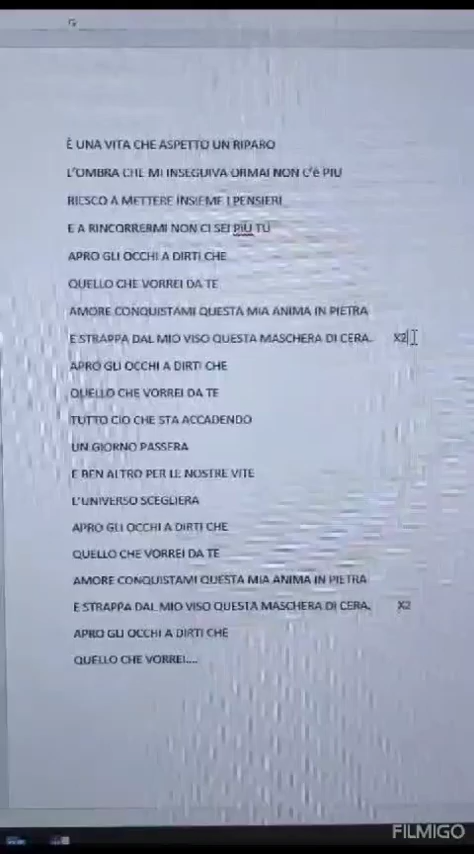 È UNA VITA CHE ASPETTO UN RIPARO
L'OMBRA CHE MI INSEGUIVA ORMAI NON C'è PIU
RIESCO A METTERE INSIEME I PENSIERI
E A RINCORRERMI NON CI SEI PIU TU
APRO GLI OCCHI A DIRTI CHE
QUELLO CHE VORREI DA TE
AMORE CONQUISTAMI QUESTA MIA ANIMA IN PIETRA
E STRAPPA DAL MIO VISO QUESTA MASCHERA DI CERA. X2
APRO GLI OCCHI A DIRTI CHE
QUELLO CHE VORREI DA TE
TUTTO CIO CHE STA ACCADENDO
UN GIORNO PASSERA
E BEN ALTRO PER LE NOSTRE VITE
L'UNIVERSO SCEGLIERA
APRO GLI OCCHI A DIRTI CHE
QUELLO CHE VORREI DA TE
AMORE CONQUISTAMI QUESTA MIA ANIMA IN PIETRA
E STRAPPA DAL MIO VISO QUESTA MASCHERA DI CERA. X2
APRO GLI OCCHI A DIRTI CHE
QUELLO CHE VORREI....
FILMIGO